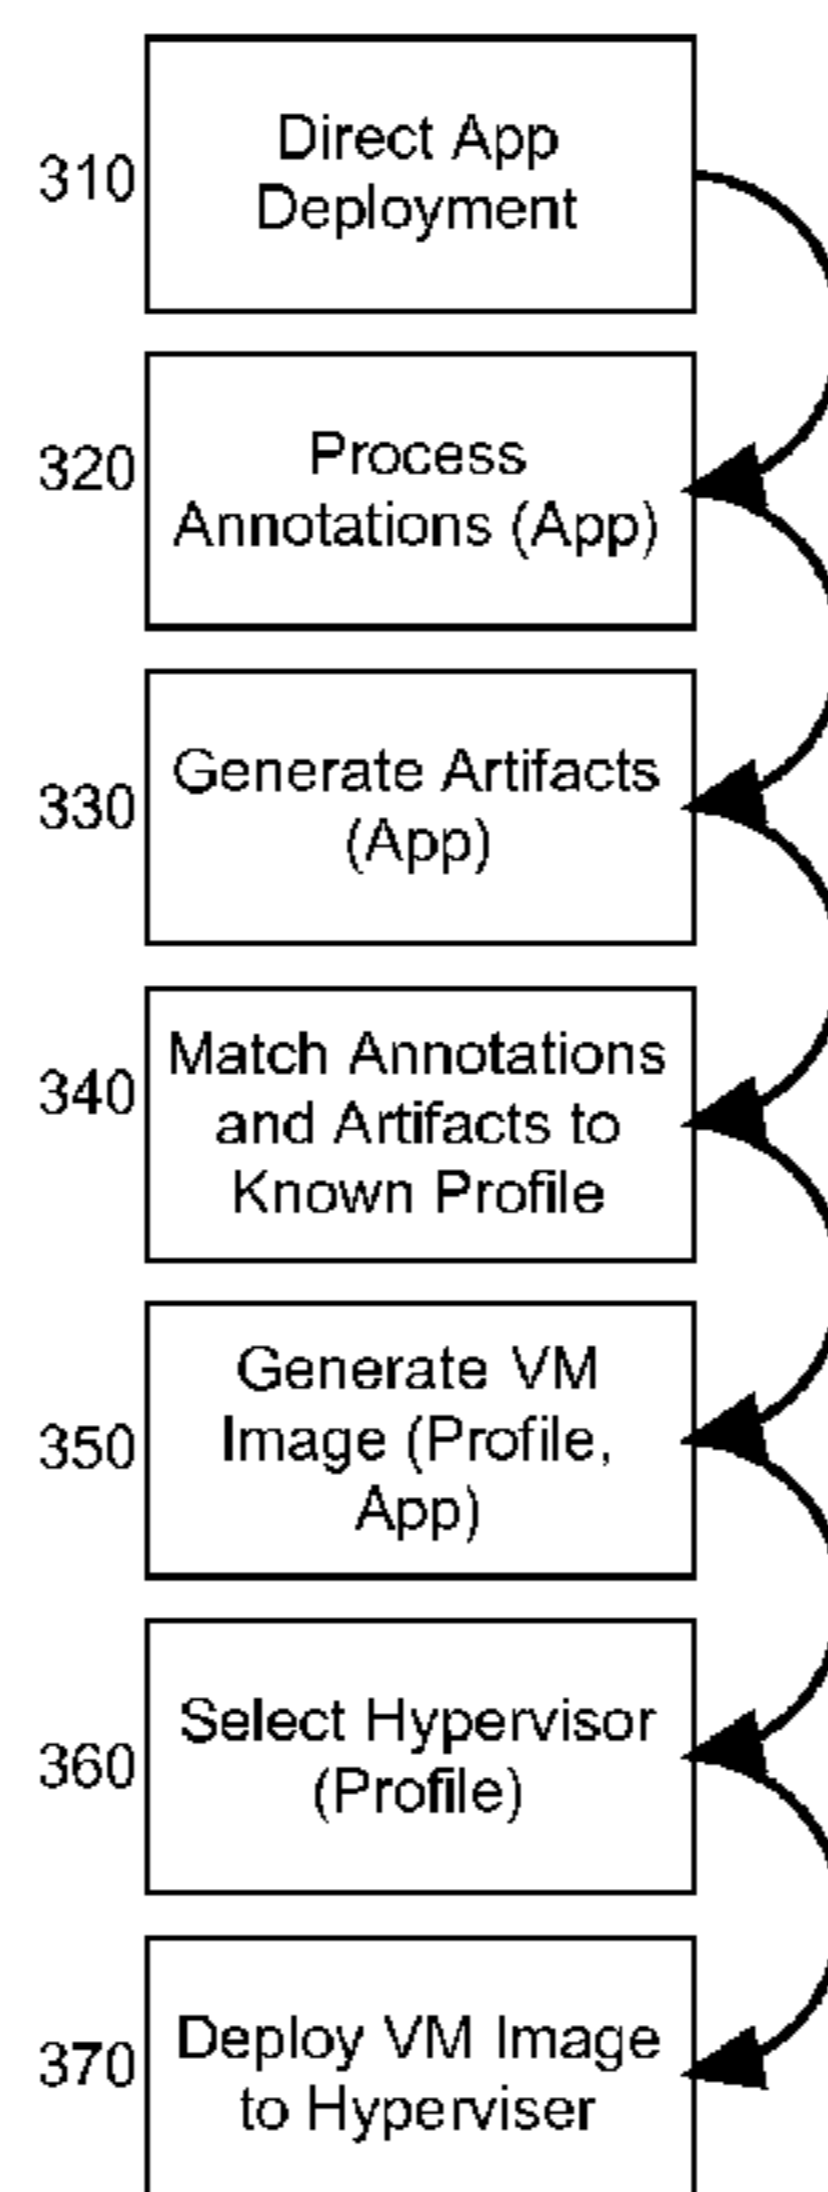 310
Direct App
Deployment
320
Process
Annotations (App)
330
Generate Artifacts
(App)
340
Match Annotations
and Artifacts to
Known Profile
350
Generate VM
Image (Profile,
App)
360
Select Hypervisor
(Profile)
370
Deploy VM Image
to Hyperviser